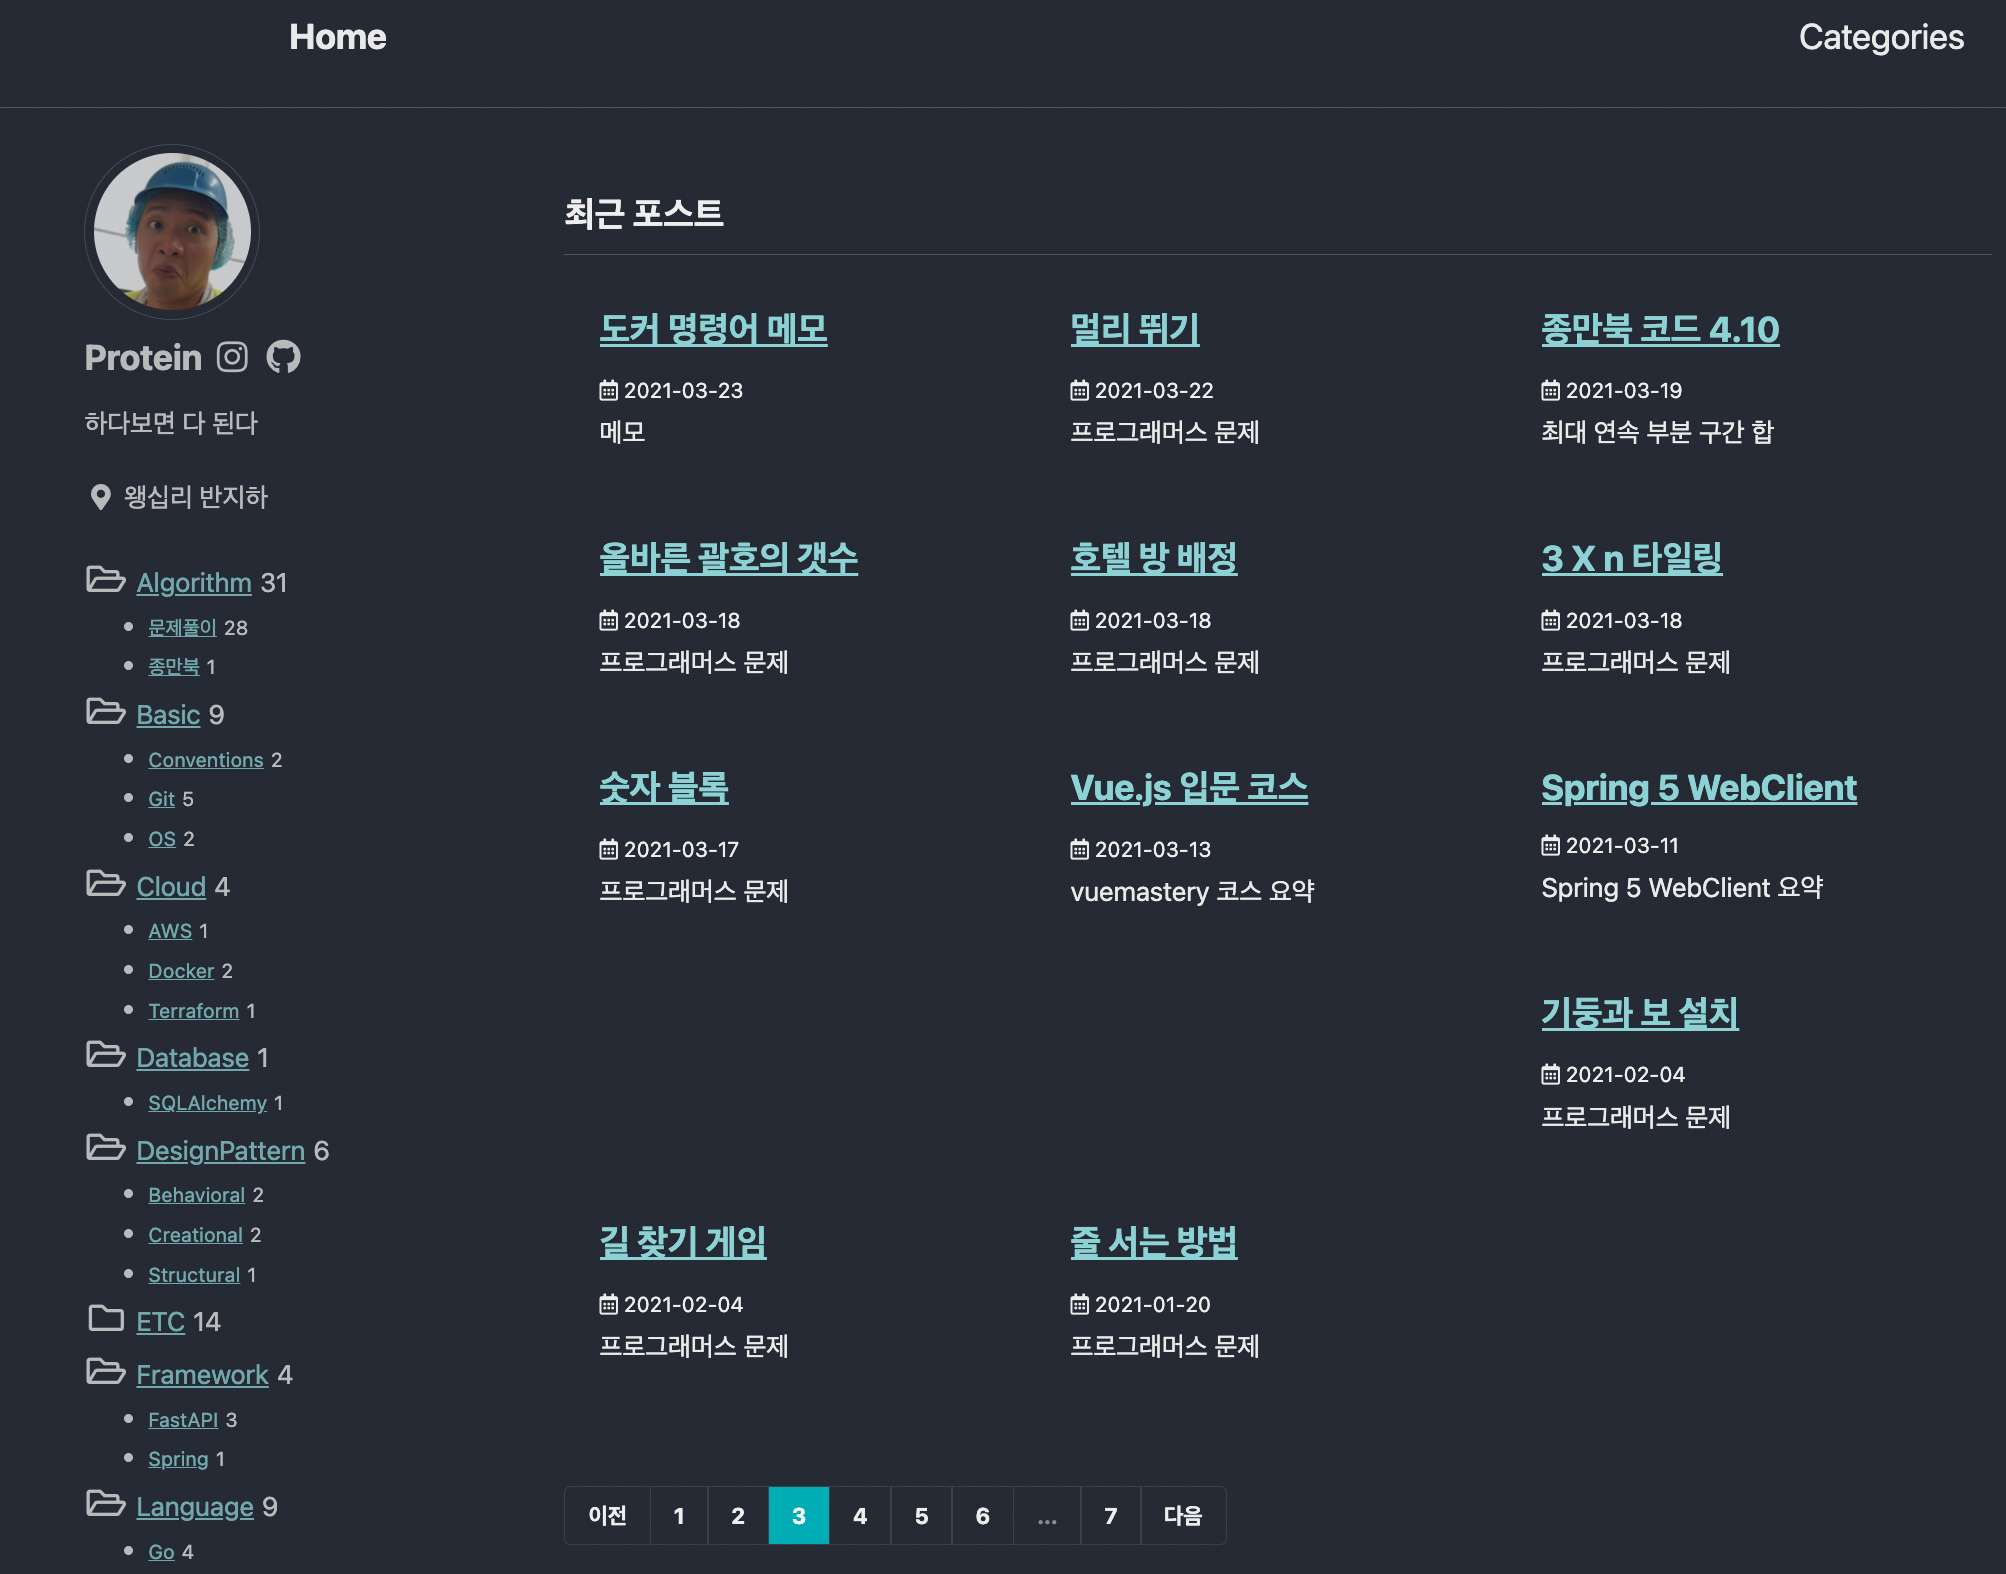 Home
Categories
Protein
하다보면 다 된다
왱십리 반지하
Algorithm 31
문제풀이 28
종만북 1
Basic 9
Conventions 2
Git 5
OS 2
Cloud 4
AWS 1
Docker 2
Terraform 1
Database 1
SQLAlchemy 1
DesignPattern 6
Behavioral 2
Creational 2
Structural 1
ETC 14
Framework 4
FastAPI 3
Spring 1
Language 9
Go 4
최근 포스트
도커 명령어 메모
2021-03-23
메모
멀리 뛰기
2021-03-22
프로그래머스 문제
종만북 코드 4.10
2021-03-19
최대 연속 부분 구간 합
올바른 괄호의 갯수
2021-03-18
프로그래머스 문제
호텔 방 배정
2021-03-18
프로그래머스 문제
3 X n 타일링
2021-03-18
프로그래머스 문제
숫자 블록
2021-03-17
프로그래머스 문제
Vue.js 입문 코스
2021-03-13
vuemastery 코스 요약
Spring 5 WebClient
2021-03-11
Spring 5 WebClient 요약
기둥과 보 설치
2021-02-04
프로그래머스 문제
길 찾기 게임
2021-02-04
프로그래머스 문제
줄 서는 방법
2021-01-20
프로그래머스 문제
이전 1 2 3 4 5 6 ... 7 다음